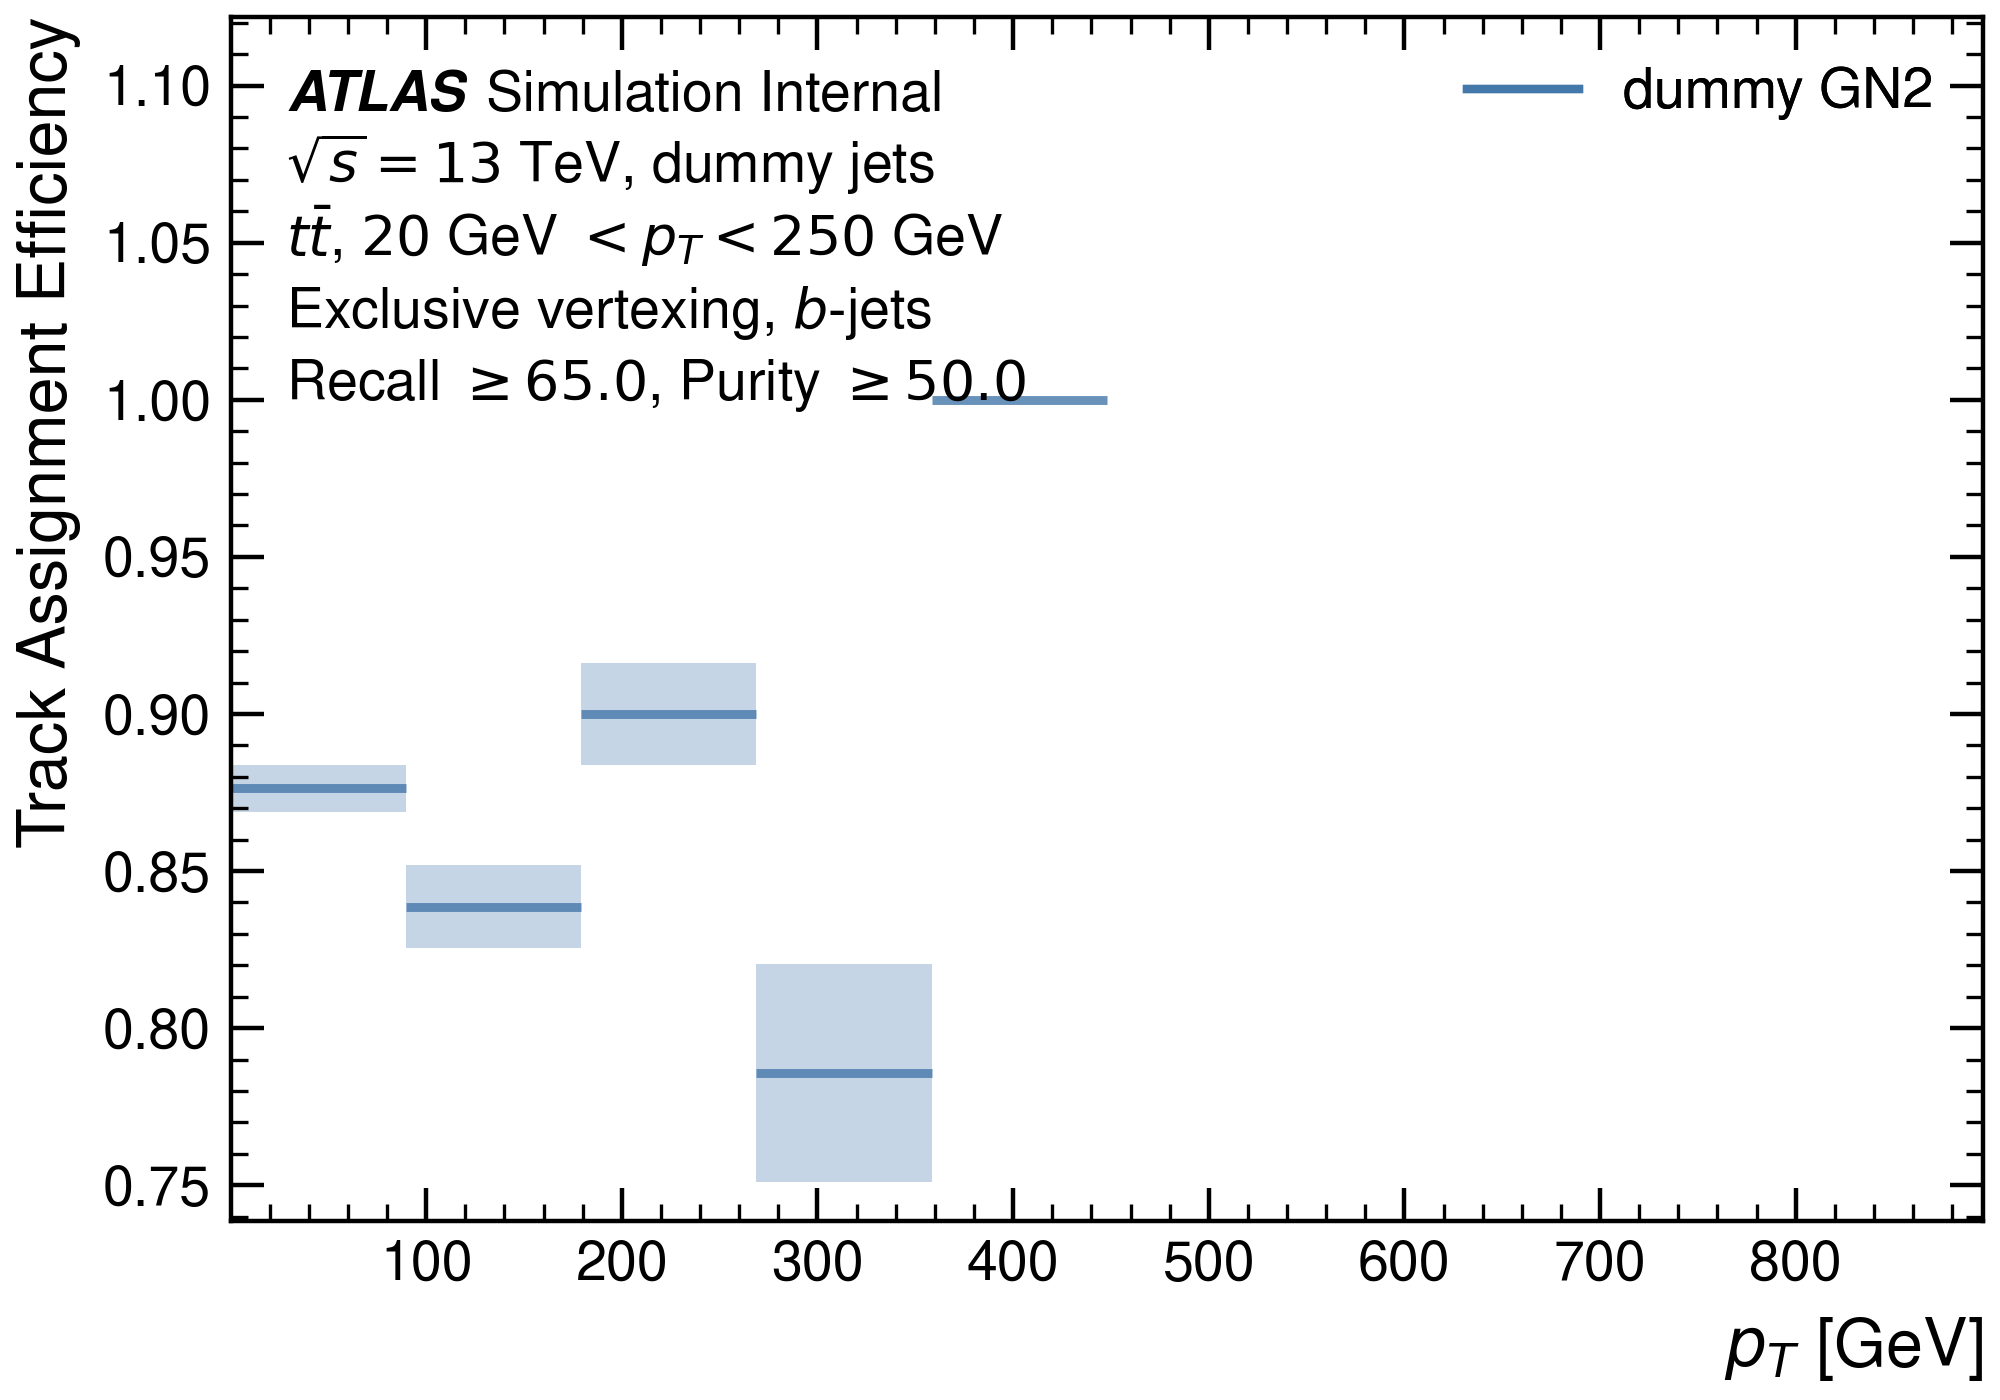 ATLAS Simulation Internal
√s = 13 TeV, dummy jets
tt̄, 20 GeV < p_T < 250 GeV
Exclusive vertexing, b-jets
Recall ≥ 65.0, Purity ≥ 50.0
dummy GN2
Track Assignment Efficiency
1.10
1.05
1.00
0.95
0.90
0.85
0.80
0.75
100 200 300 400 500 600 700 800
p_T [GeV]